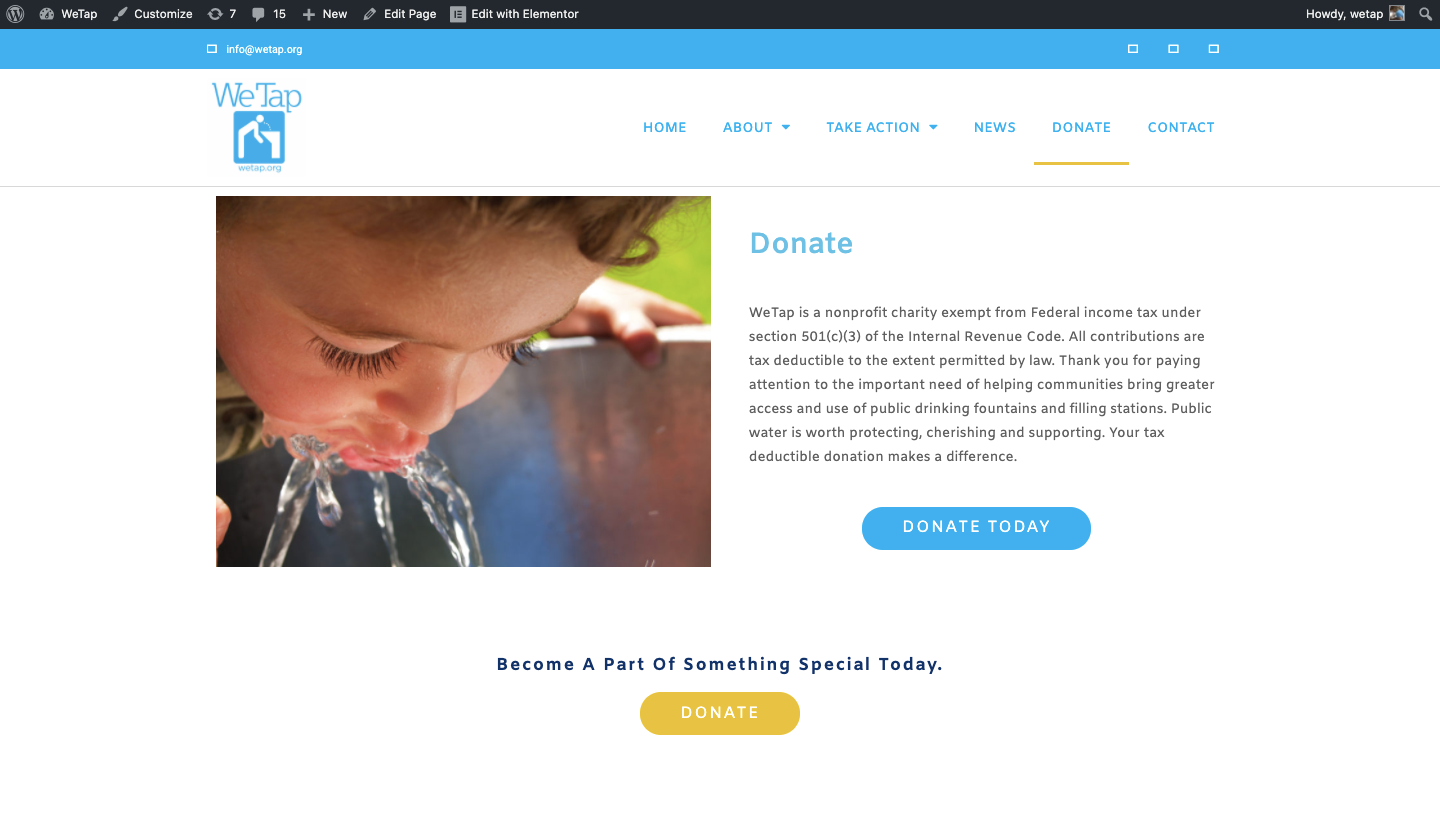 WeTap Customize 7 15 New Edit Page Edit with Elementor Howdy, wetap
info@wetap.org
WeTap
wetap.org
HOME ABOUT TAKE ACTION NEWS DONATE CONTACT
Donate
WeTap is a nonprofit charity exempt from Federal income tax under
section 501(c)(3) of the Internal Revenue Code. All contributions are
tax deductible to the extent permitted by law. Thank you for paying
attention to the important need of helping communities bring greater
access and use of public drinking fountains and filling stations. Public
water is worth protecting, cherishing and supporting. Your tax
deductible donation makes a difference.
DONATE TODAY
Become A Part Of Something Special Today.
DONATE